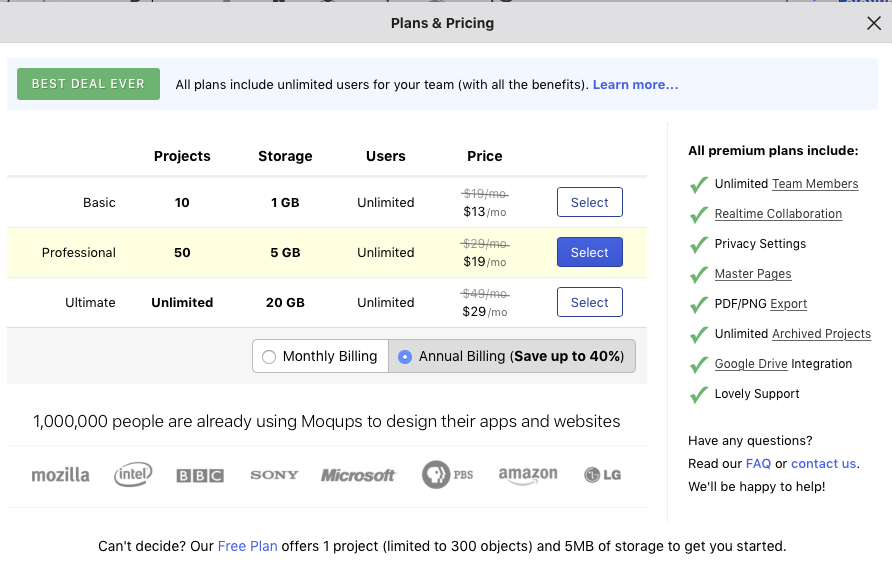 Plans & Pricing
BEST DEAL EVER
All plans include unlimited users for your team (with all the benefits). Learn more...
Projects Storage Users Price
Basic 10 1 GB Unlimited $19/mo $13/mo Select
Professional 50 5 GB Unlimited $29/mo $19/mo Select
Ultimate Unlimited 20 GB Unlimited $49/mo $29/mo Select
Monthly Billing Annual Billing (Save up to 40%)
1,000,000 people are already using Moqups to design their apps and websites
mozilla intel BBC SONY Microsoft PBS amazon LG
All premium plans include:
Unlimited Team Members
Realtime Collaboration
Privacy Settings
Master Pages
PDF/PNG Export
Unlimited Archived Projects
Google Drive Integration
Lovely Support
Have any questions?
Read our FAQ or contact us.
We'll be happy to help!
Can't decide? Our Free Plan offers 1 project (limited to 300 objects) and 5MB of storage to get you started.